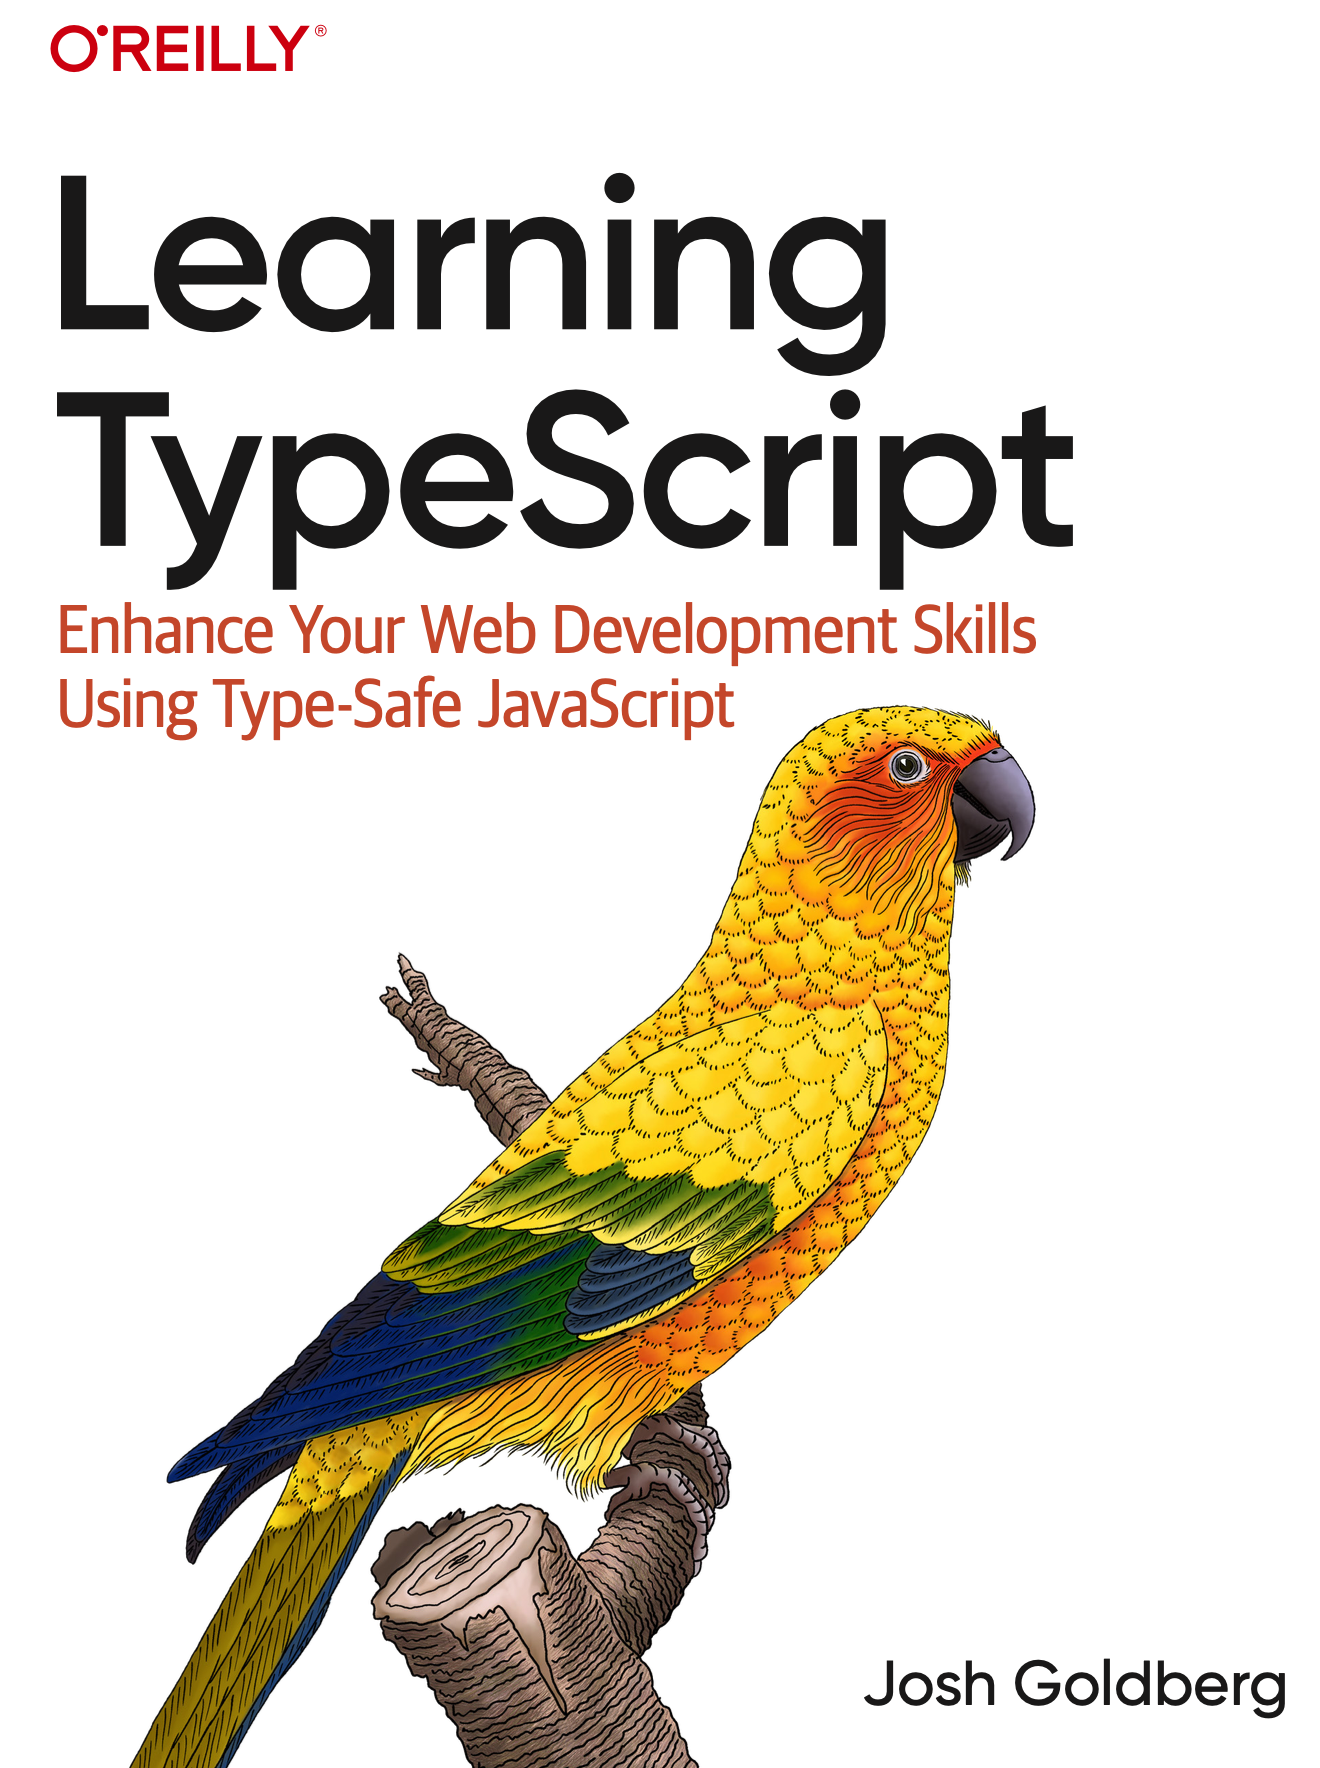 O'REILLY®
Learning
TypeScript
Enhance Your Web Development Skills
Using Type-Safe JavaScript
Josh Goldberg